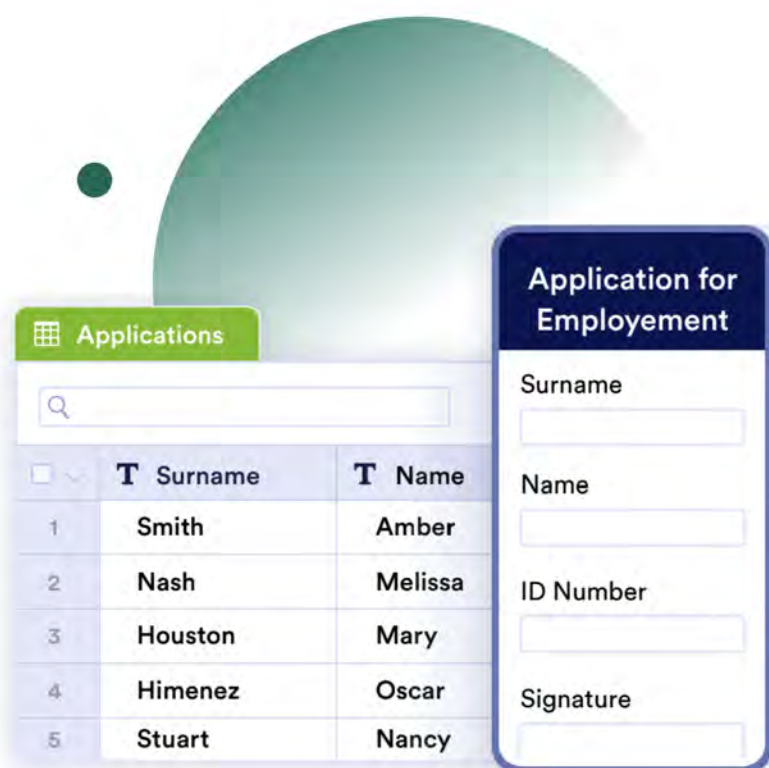 Applications
Surname Name
1 Smith Amber
2 Nash Melissa
3 Houston Mary
4 Himenez Oscar
5 Stuart Nancy
Application for
Employement
Surname
Name
ID Number
Signature